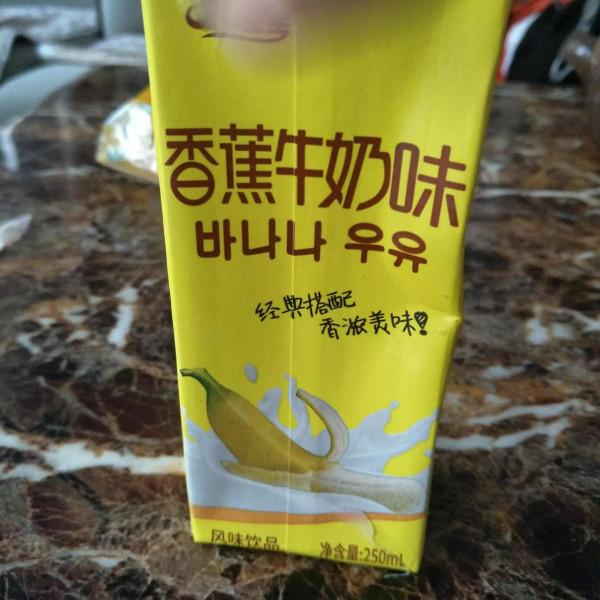 香蕉牛奶味
바나나 우유
经典搭配
香浓美味
风味饮品 净含量:250mL